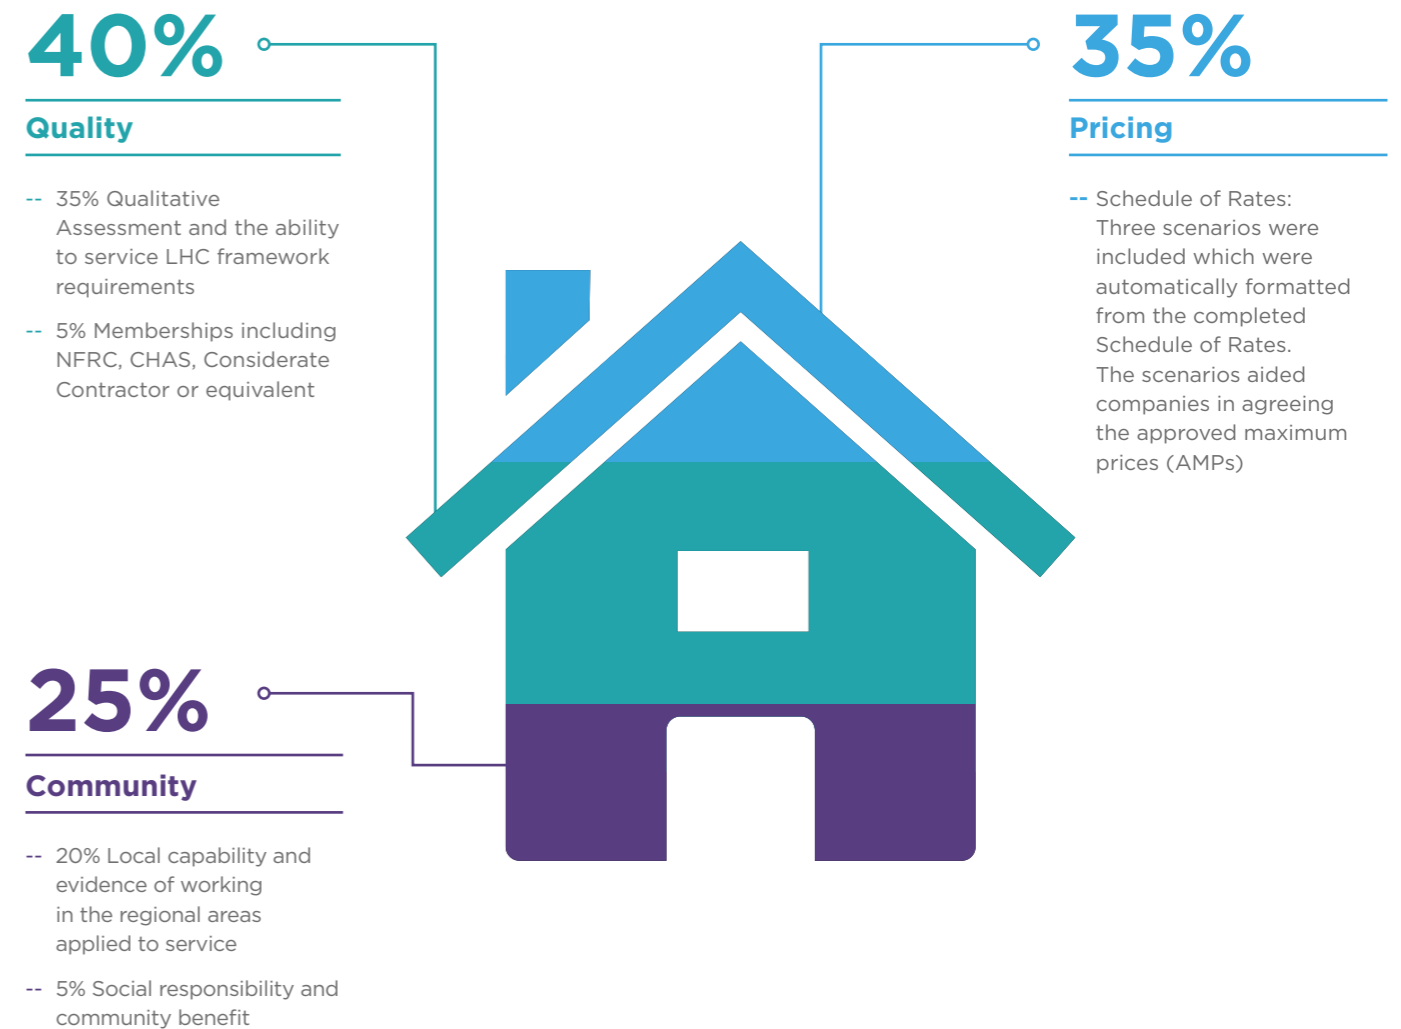 40%
Quality
-- 35% Qualitative
Assessment and the ability
to service LHC framework
requirements
-- 5% Memberships including
NFRC, CHAS, Considerate
Contractor or equivalent
35%
Pricing
-- Schedule of Rates:
Three scenarios were
included which were
automatically formatted
from the completed
Schedule of Rates.
The scenarios aided
companies in agreeing
the approved maximum
prices (AMPs)
25%
Community
-- 20% Local capability and
evidence of working
in the regional areas
applied to service
-- 5% Social responsibility and
community benefit